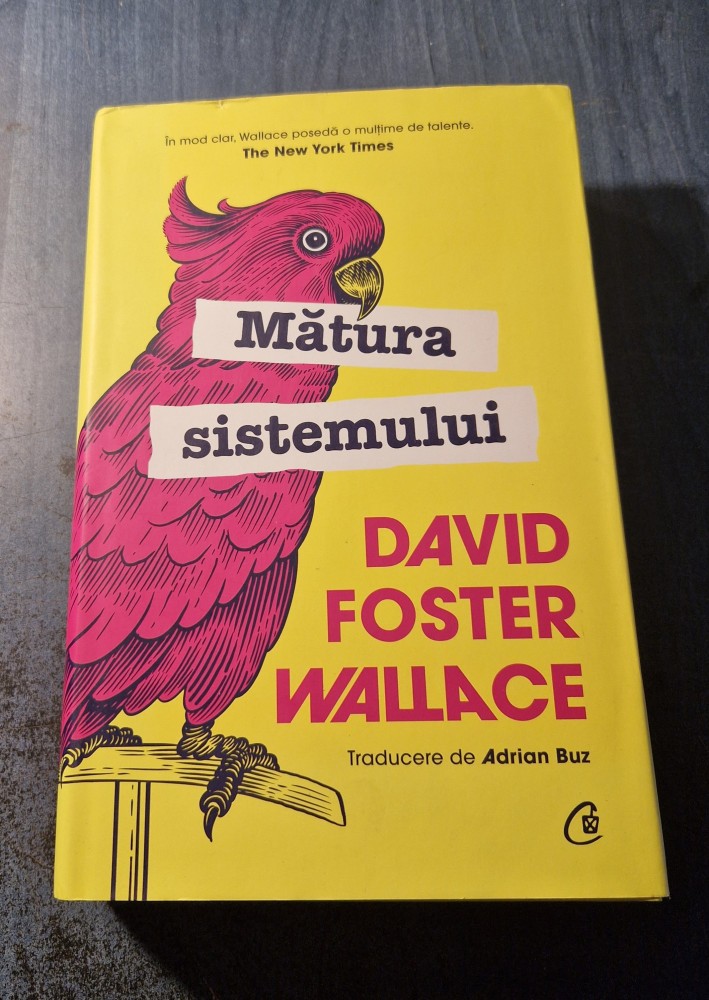 În mod clar, Wallace posedă o mulțime de talente.
The New York Times
Mătura
sistemului
DAVID
FOSTER
WALLACE
Traducere de Adrian Buz